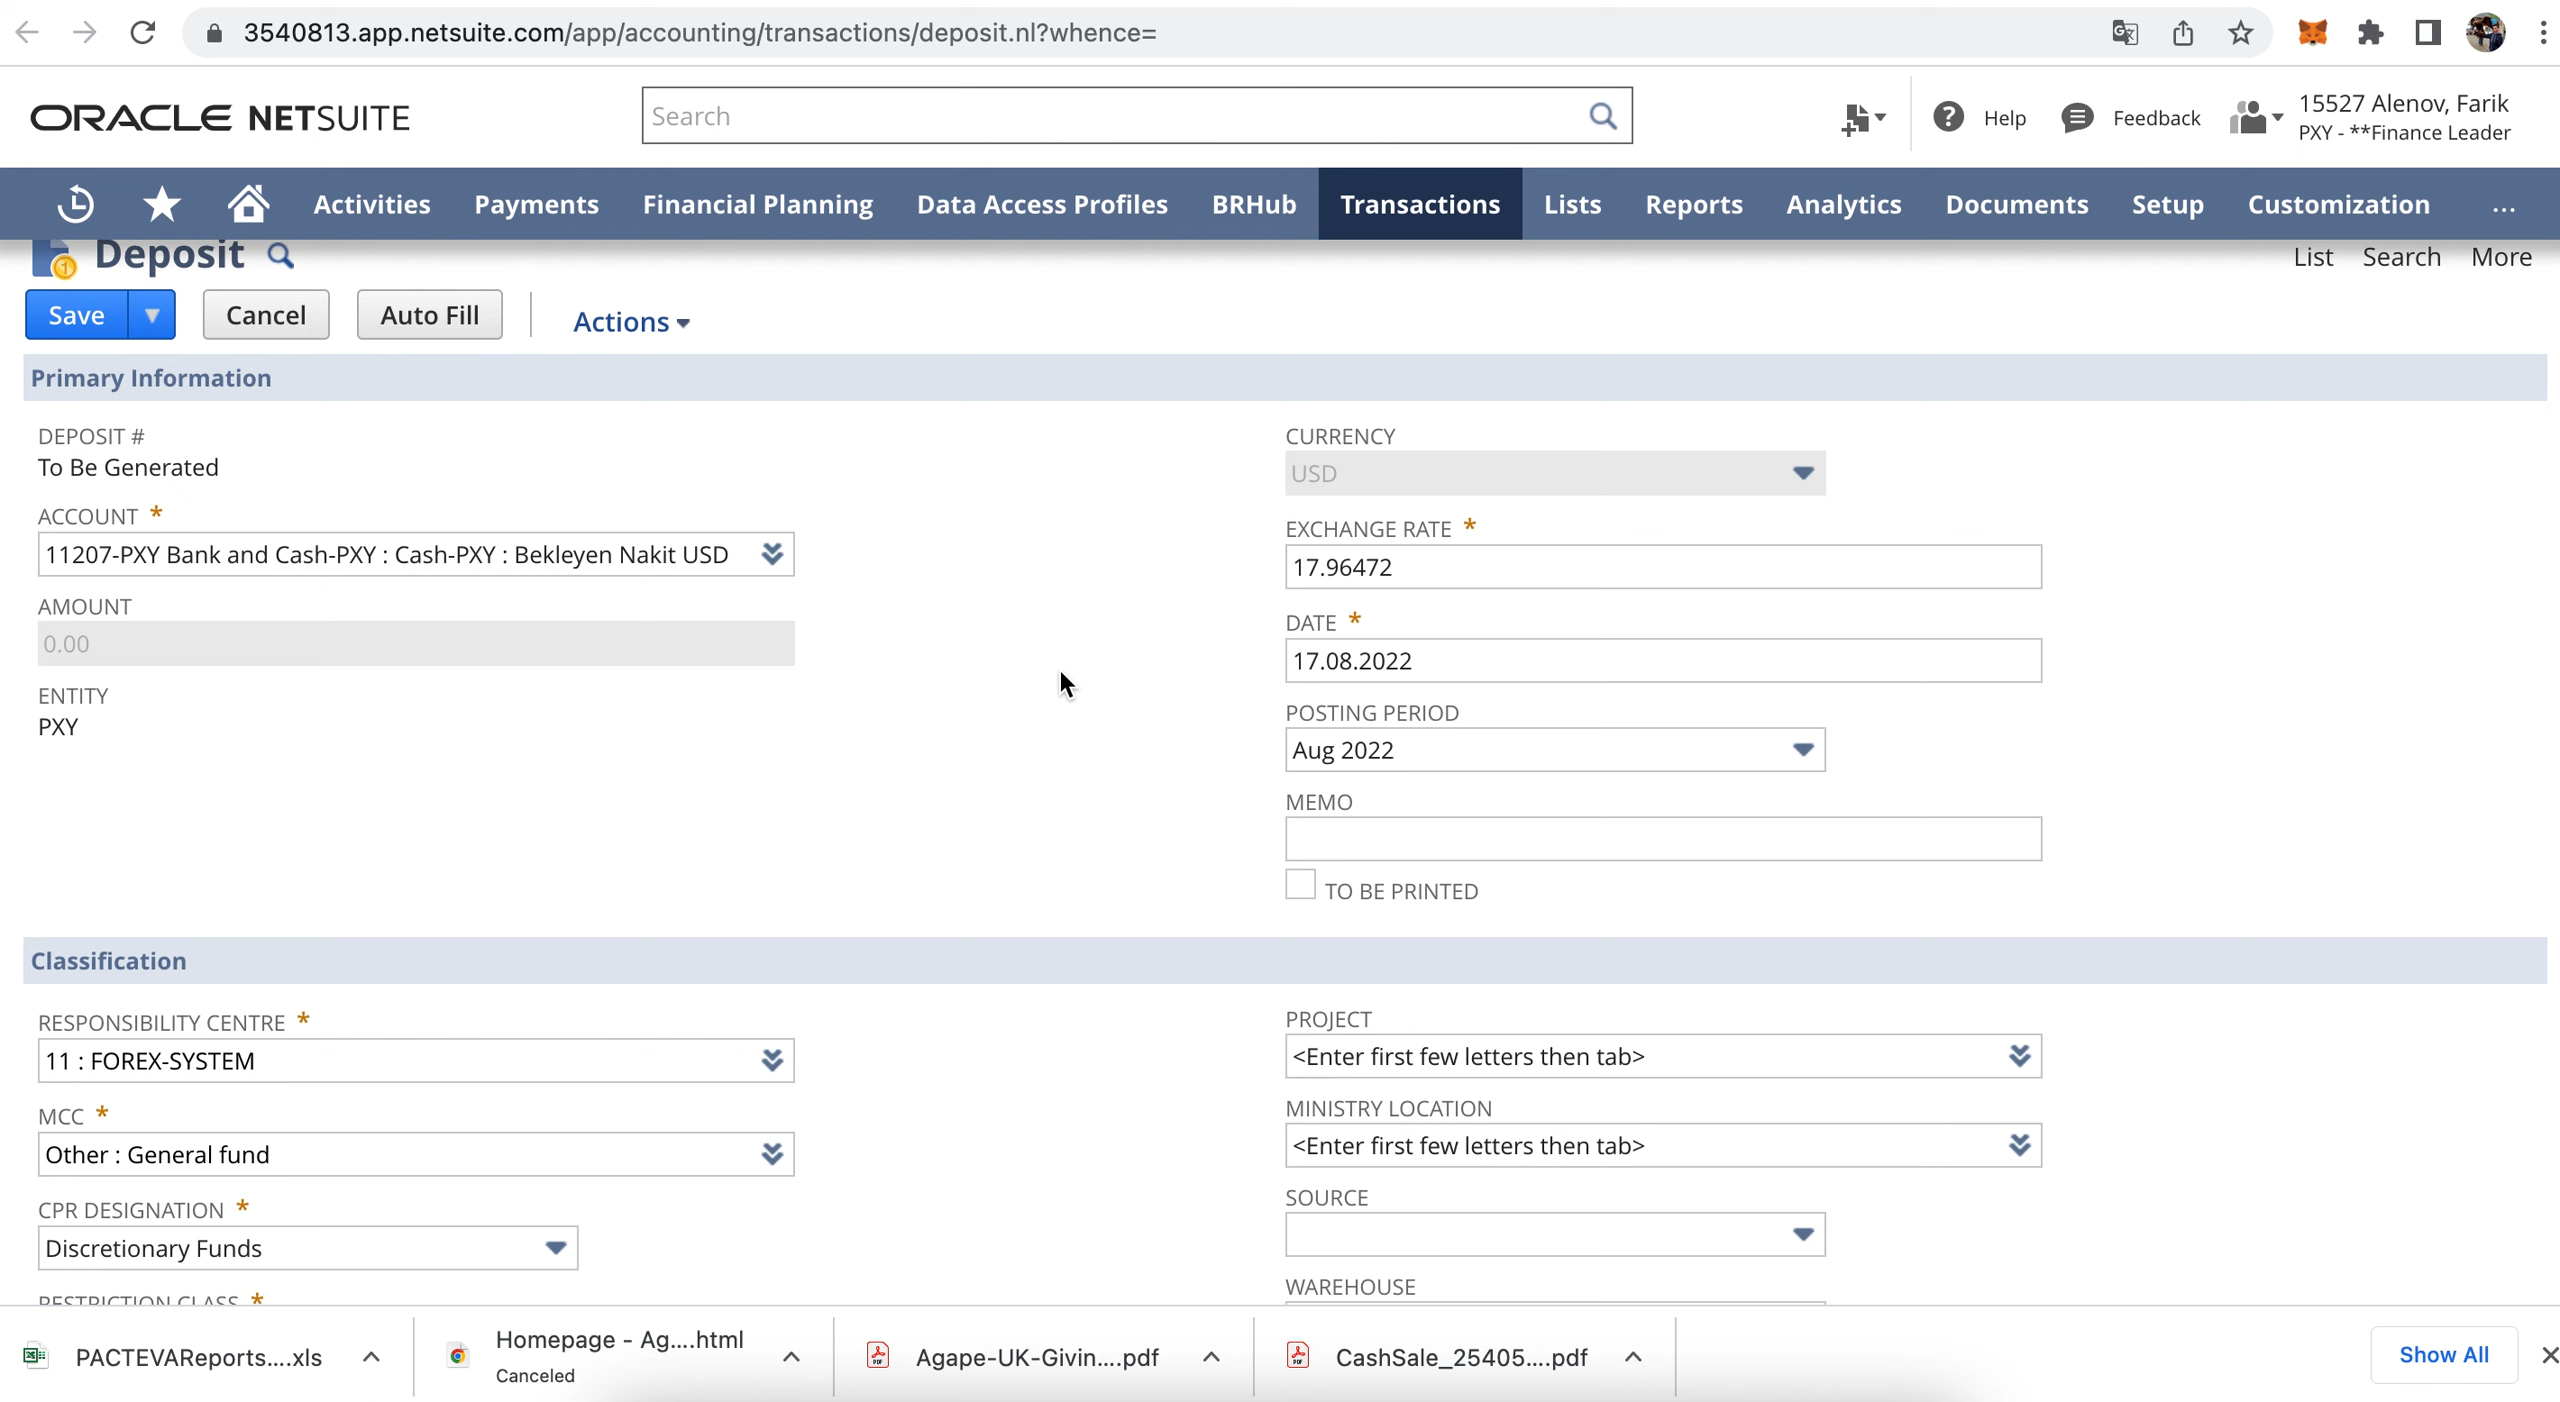 3540813.app.netsuite.com/app/accounting/transactions/deposit.nl?whence=
ORACLE NETSUITE
Search
Help
Feedback
15527 Alenov, Farik
PXY - **Finance Leader
Activities Payments Financial Planning Data Access Profiles BRHub Transactions Lists Reports Analytics Documents Setup Customization ...
Deposit
List Search More
Save Cancel Auto Fill Actions
Primary Information
DEPOSIT #
To Be Generated
ACCOUNT *
11207-PXY Bank and Cash-PXY : Cash-PXY : Bekleyen Nakit USD
AMOUNT
0.00
ENTITY
PXY
CURRENCY
USD
EXCHANGE RATE *
17.96472
DATE *
17.08.2022
POSTING PERIOD
Aug 2022
MEMO
TO BE PRINTED
Classification
RESPONSIBILITY CENTRE *
11 : FOREX-SYSTEM
MCC *
Other : General fund
CPR DESIGNATION *
Discretionary Funds
RESTRICTION CLASS *
PROJECT
<Enter first few letters then tab>
MINISTRY LOCATION
<Enter first few letters then tab>
SOURCE
WAREHOUSE
PACTEVAReports....xls
Homepage - Ag....html
Canceled
Agape-UK-Givin....pdf
CashSale_25405....pdf
Show All